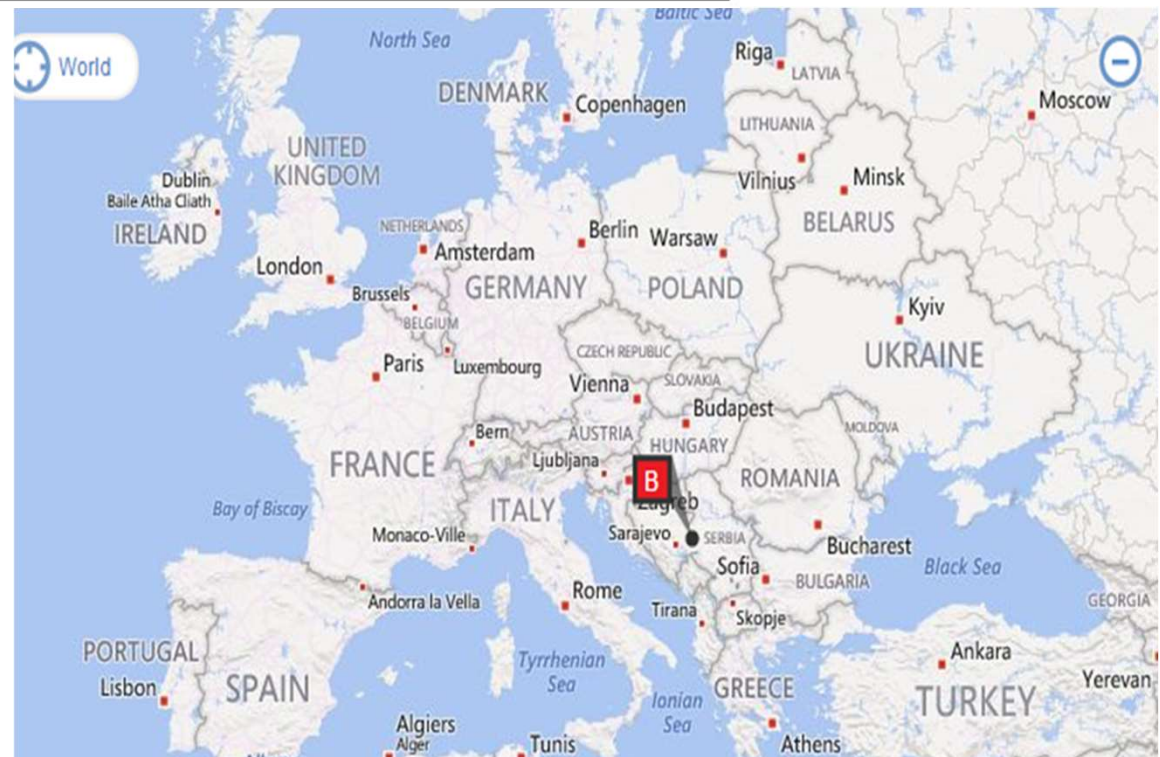 Baltic Sea
North Sea
Riga
LATVIA
World
DENMARK
Copenhagen
Moscow
LITHUANIA
UNITED
KINGDOM
Vilnius
Minsk
Dublin
Baile Atha Cliath
BELARUS
IRELAND
NETHERLANDS
Berlin
Warsaw
Amsterdam
London
GERMANY
POLAND
Brussels
BELGIUM
Kyiv
Paris
Luxembourg
CZECH REPUBLIC
UKRAINE
Vienna
SLOVAKIA
Budapest
Bern
AUSTRIA
HUNGARY
MOLDOVA
FRANCE
Ljubljana
B
ROMANIA
Zagreb
Bay of Biscay
ITALY
Monaco-Ville
Sarajevo
SERBIA
Bucharest
Sofia
BULGARIA
Black Sea
Andorra la Vella
Rome
GEORGIA
Tirana
Skopje
PORTUGAL
Tyrrhenian
Sea
Ankara
Lisbon
SPAIN
Ionian
Sea
GREECE
TURKEY
Yerevan
Algiers
Alger
Tunis
Athens